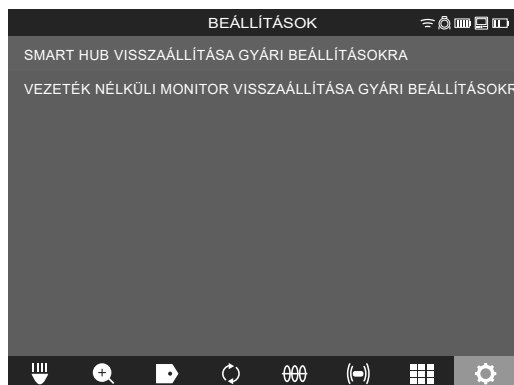 BEÁLLÍTÁSOK
SMART HUB VISSZAÁLLÍTÁSA GYÁRI BEÁLLÍTÁSOKRA
VEZETÉK NÉLKÜLI MONITOR VISSZAÁLLÍTÁSA GYÁRI BEÁLLÍTÁSOKR